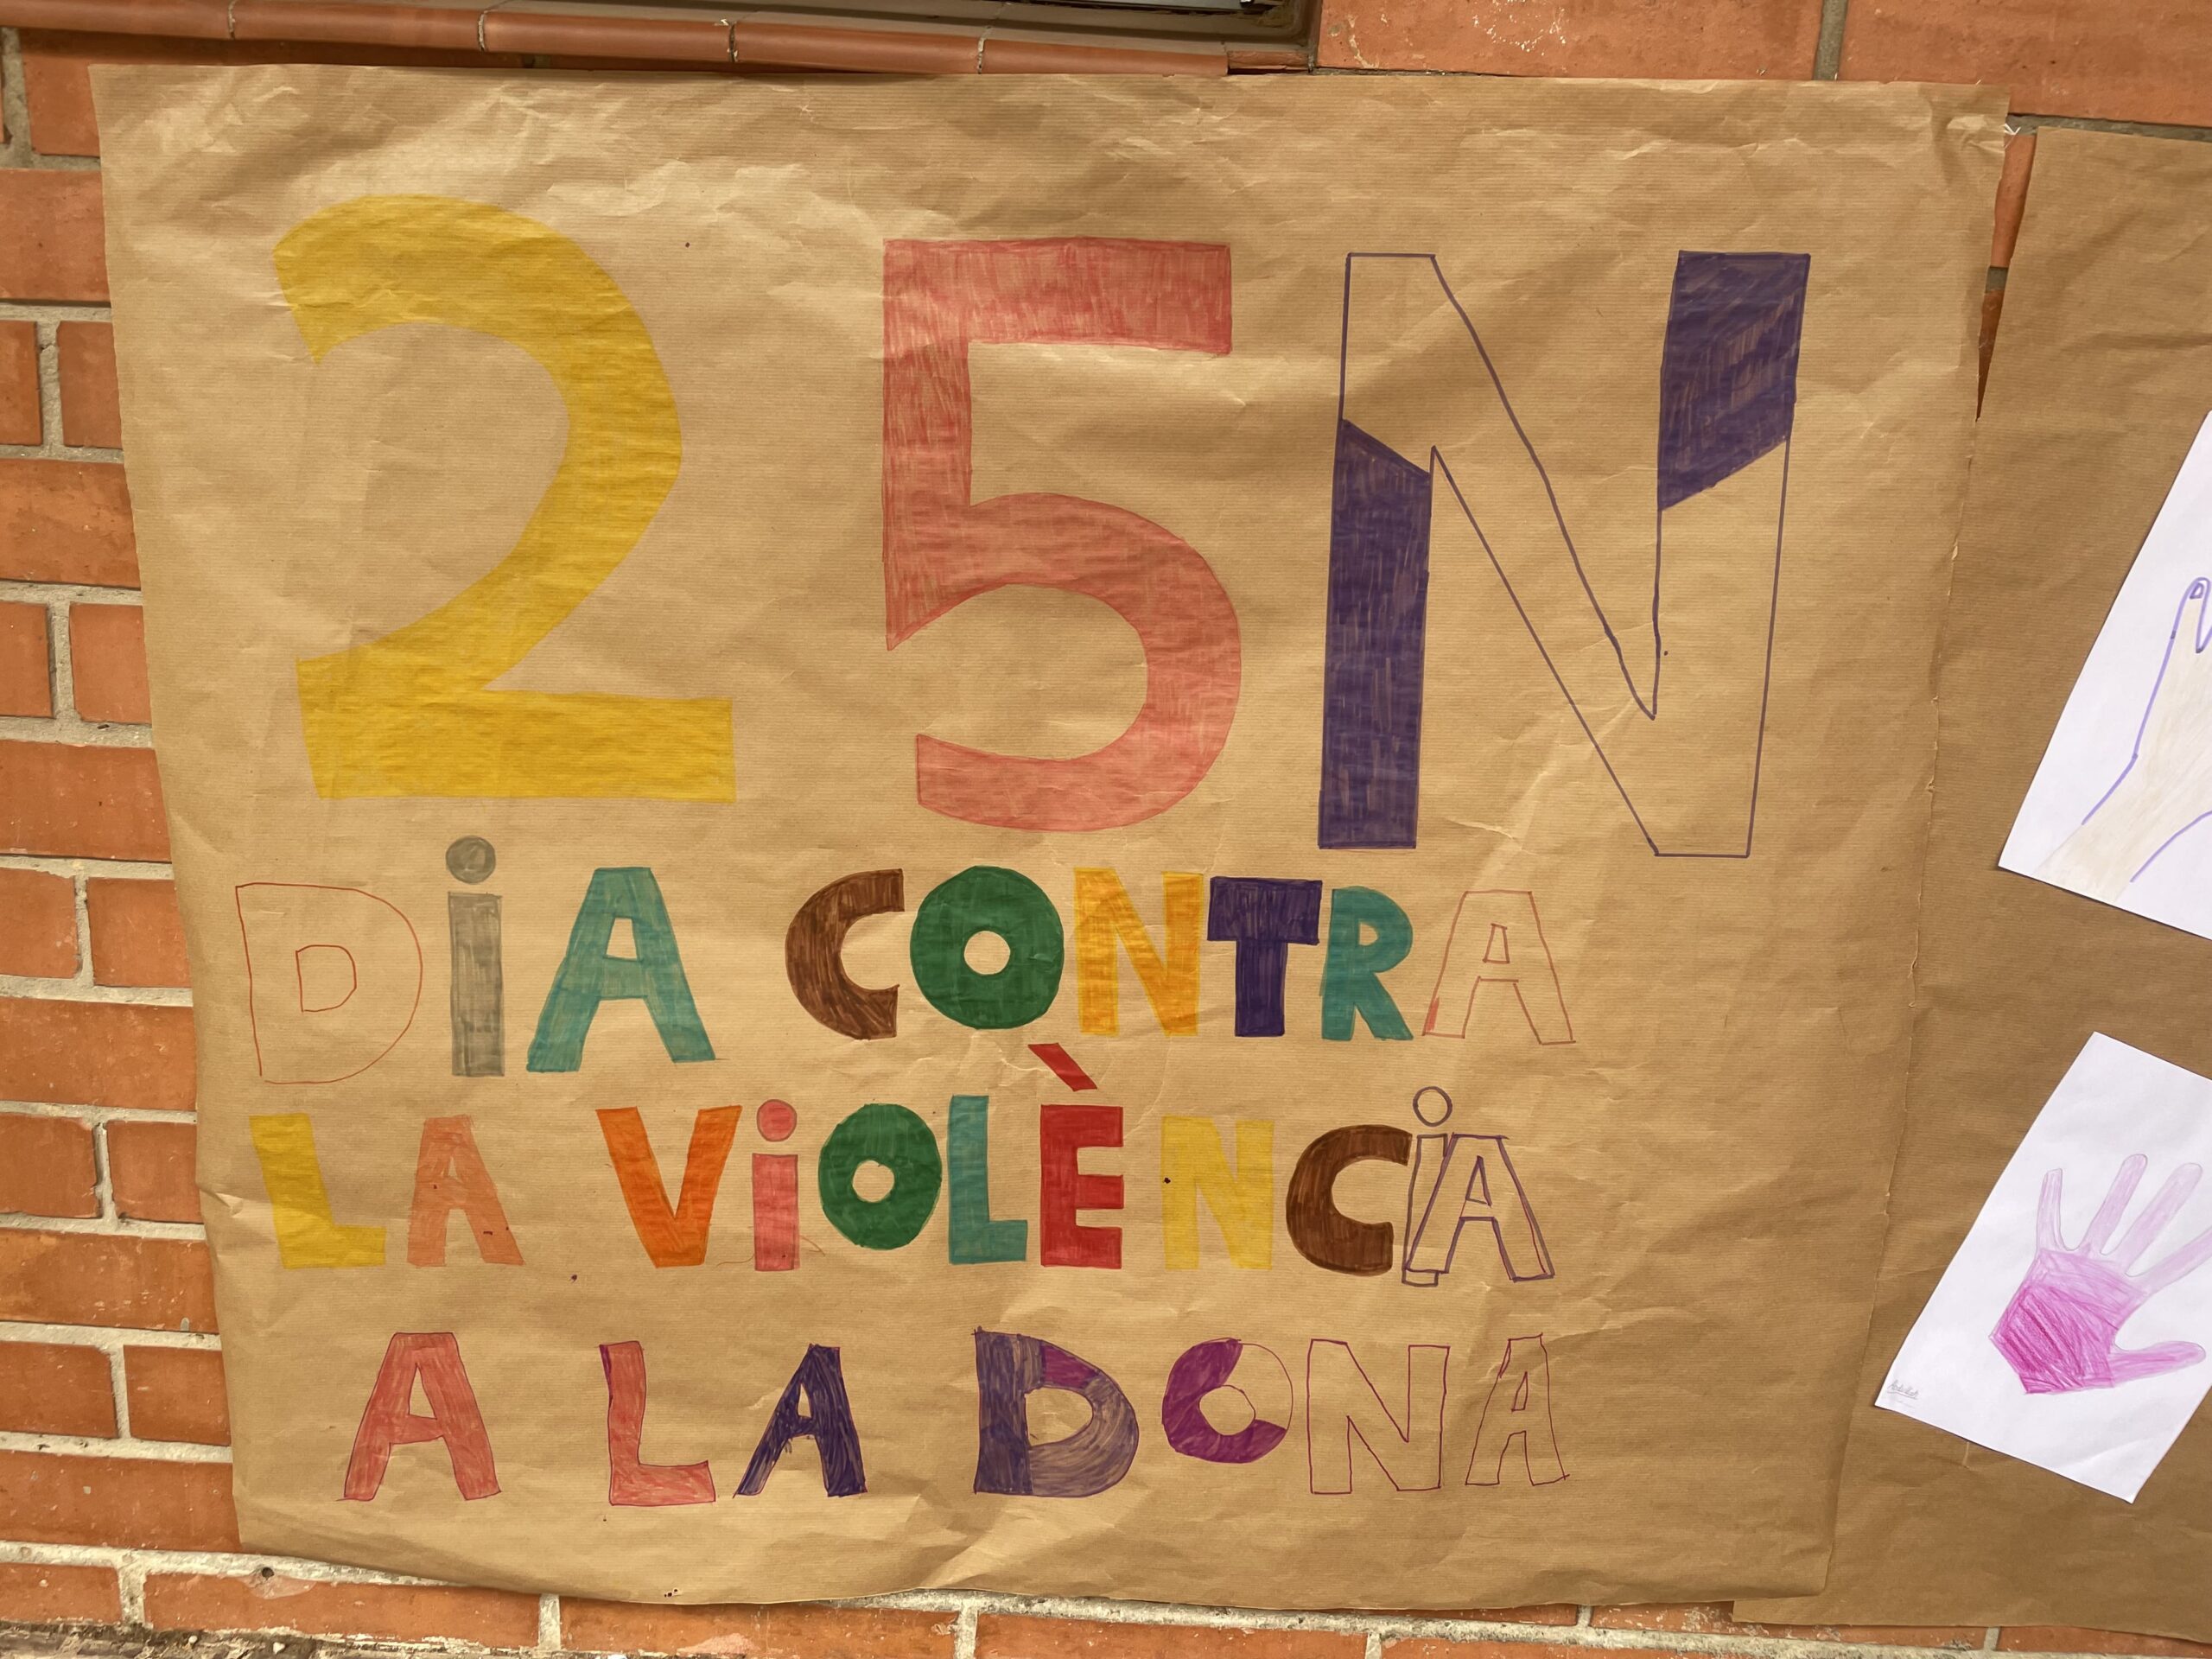 25N
DiA CONTRA
LA ViOLÈNCiA
A LA DONA